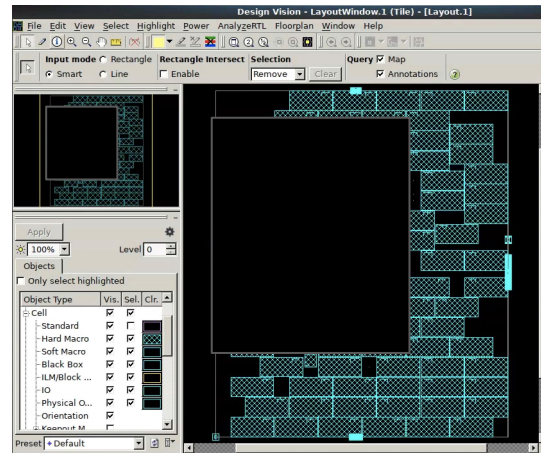 Design Vision - LayoutWindow.1 (Tile) - [Layout.1]
File Edit View Select Highlight Power AnalyzeRTL Floorplan Window Help
Input mode Rectangle Rectangle Intersect Selection Query Map
Smart Line Enable Remove Clear Annotations
Apply
100% Level 0
Objects
Only select highlighted
Object Type Vis. Sel. Clr.
Cell
Standard
Hard Macro
Soft Macro
Black Box
ILM/Block ...
IO
Physical O...
Orientation
Keepout M
Preset Default